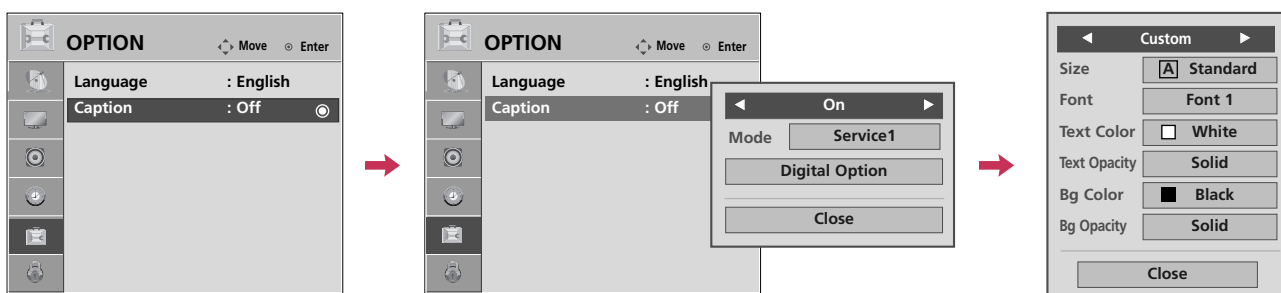 OPTION
Move
Enter
Language : English
Caption : Off
OPTION
Move
Enter
Language : English
Caption : Off
On
Mode Service1
Digital Option
Close
Custom
Size A Standard
Font Font 1
Text Color White
Text Opacity Solid
Bg Color Black
Bg Opacity Solid
Close